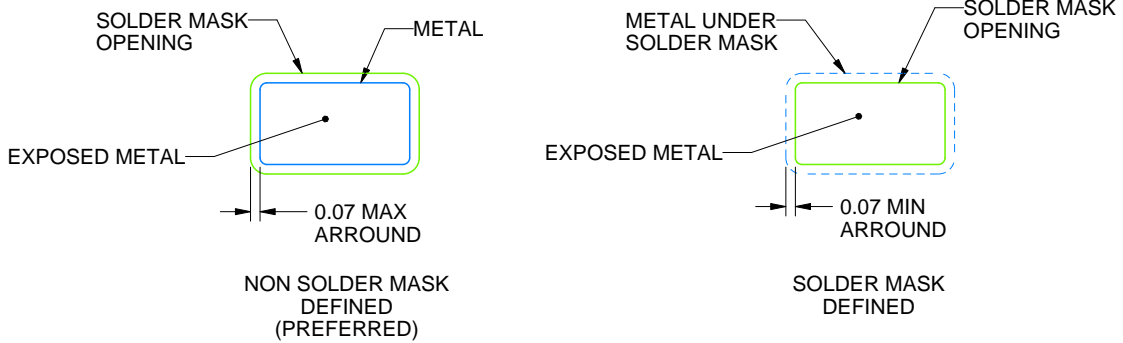 SOLDER MASK
OPENING
METAL
EXPOSED METAL
0.07 MAX
ARROUND
NON SOLDER MASK
DEFINED
(PREFERRED)
METAL UNDER
SOLDER MASK
SOLDER MASK
OPENING
EXPOSED METAL
0.07 MIN
ARROUND
SOLDER MASK
DEFINED